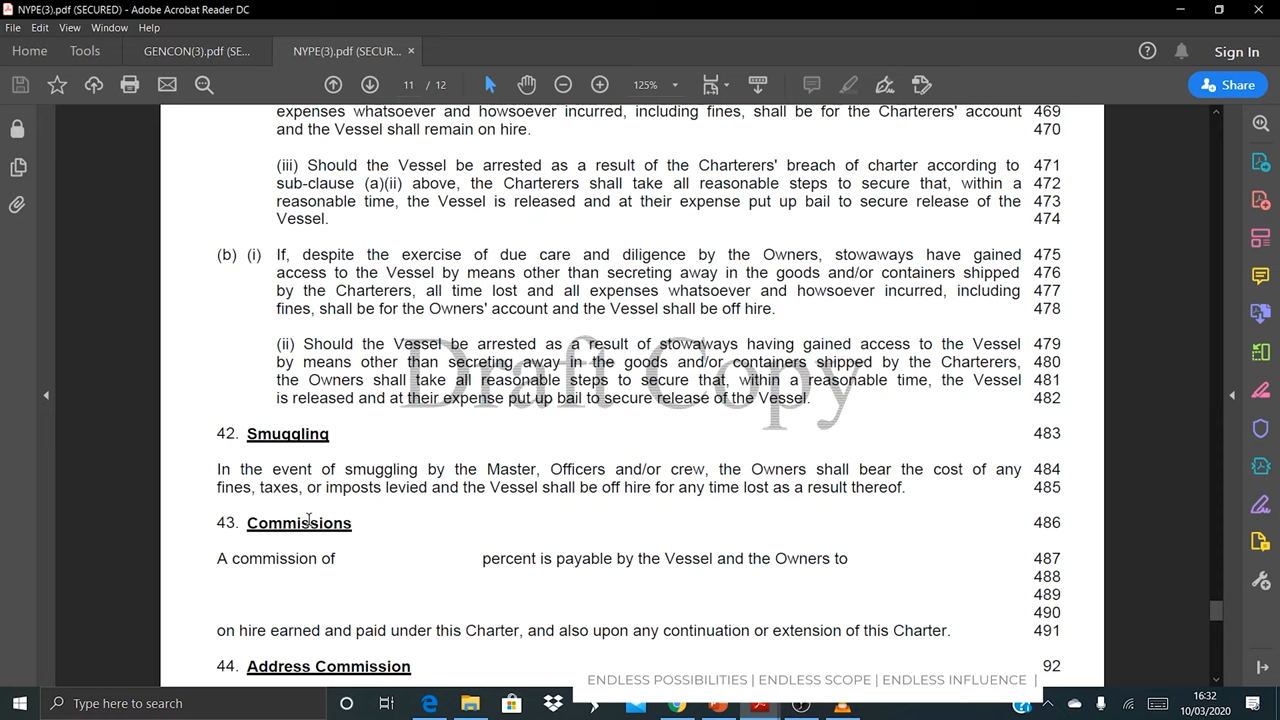 NYPE(3).pdf (SECURED) - Adobe Acrobat Reader DC
File Edit View Window Help
Home Tools GENCON(3).pdf (SE... NYPE(3).pdf (SECUR... × Sign In
11 / 12 125% Share
expenses whatsoever and howsoever incurred, including fines, shall be for the Charterers' account 469
and the Vessel shall remain on hire. 470
(iii) Should the Vessel be arrested as a result of the Charterers' breach of charter according to 471
sub-clause (a)(ii) above, the Charterers shall take all reasonable steps to secure that, within a 472
reasonable time, the Vessel is released and at their expense put up bail to secure release of the 473
Vessel. 474
(b) (i) If, despite the exercise of due care and diligence by the Owners, stowaways have gained 475
access to the Vessel by means other than secreting away in the goods and/or containers shipped 476
by the Charterers, all time lost and all expenses whatsoever and howsoever incurred, including 477
fines, shall be for the Owners' account and the Vessel shall be off hire. 478
(ii) Should the Vessel be arrested as a result of stowaways having gained access to the Vessel 479
by means other than secreting away in the goods and/or containers shipped by the Charterers, 480
the Owners shall take all reasonable steps to secure that, within a reasonable time, the Vessel 481
is released and at their expense put up bail to secure release of the Vessel. 482
Draft Copy
42. Smuggling 483
In the event of smuggling by the Master, Officers and/or crew, the Owners shall bear the cost of any 484
fines, taxes, or imposts levied and the Vessel shall be off hire for any time lost as a result thereof. 485
43. Commissions 486
A commission of percent is payable by the Vessel and the Owners to 487
488
489
490
on hire earned and paid under this Charter, and also upon any continuation or extension of this Charter. 491
44. Address Commission 92
ENDLESS POSSIBILITIES | ENDLESS SCOPE | ENDLESS INFLUENCE |
Type here to search
16:32
10/03/2020